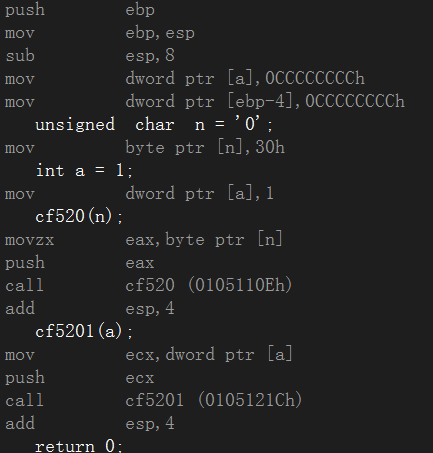 push ebp
mov ebp,esp
sub esp,8
mov dword ptr [a],0CCCCCCCCh
mov dword ptr [ebp-4],0CCCCCCCCh
unsigned char n = '0';
mov byte ptr [n],30h
int a = 1;
mov dword ptr [a],1
cf520(n);
movzx eax,byte ptr [n]
push eax
call cf520 (0105110Eh)
add esp,4
cf5201(a);
mov ecx,dword ptr [a]
push ecx
call cf5201 (0105121Ch)
add esp,4
return 0;